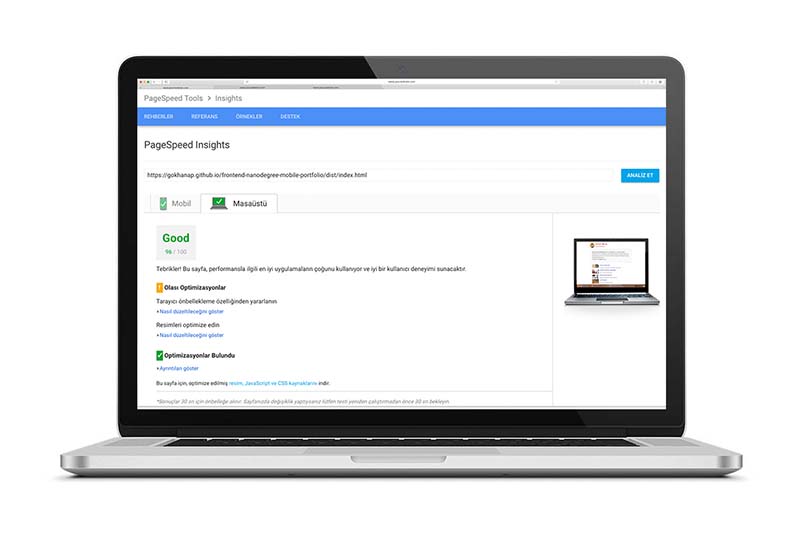 PageSpeed Tools > Insights
REHBERLER REFERANS ÖRNEKLER DESTEK
PageSpeed Insights
https://gokhanap.github.io/frontend-nanodegree-mobile-portfolio/dist/index.html ANALİZ ET
Mobil Masaüstü
Good
96 / 100
Tebrikler! Bu sayfa, performansla ilgili en iyi uygulamaların çoğunu kullanıyor ve iyi bir kullanıcı deneyimi sunacaktır.
! Olası Optimizasyonlar
Tarayıcı önbellekleme özelliğinden yararlanın
Nasıl düzeltileceğini göster
Resimleri optimize edin
Nasıl düzeltileceğini göster
Optimizasyonlar Bulundu
Ayrıntıları göster
Bu sayfa için, optimize edilmiş resim, JavaScript ve CSS kaynaklarını indir.
*Sonuçlar 30 sn için önbelleğe alınır. Sayfanızda değişiklik yaptıysanız lütfen testi yeniden çalıştırmadan önce 30 sn bekleyin.